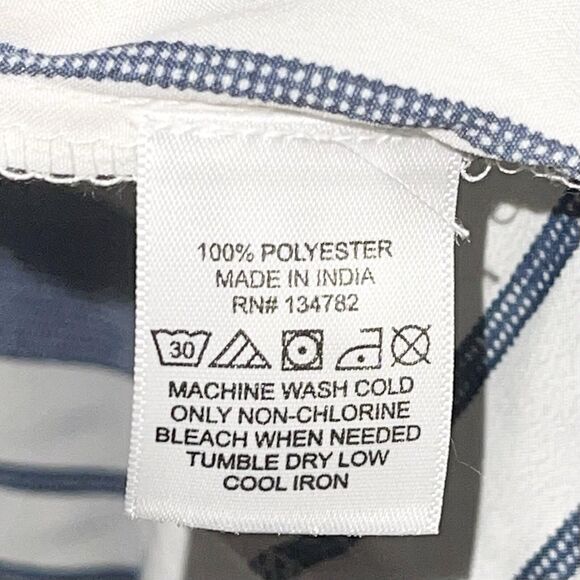 100% POLYESTER
MADE IN INDIA
RN# 134782
30
MACHINE WASH COLD
ONLY NON-CHLORINE
BLEACH WHEN NEEDED
TUMBLE DRY LOW
COOL IRON